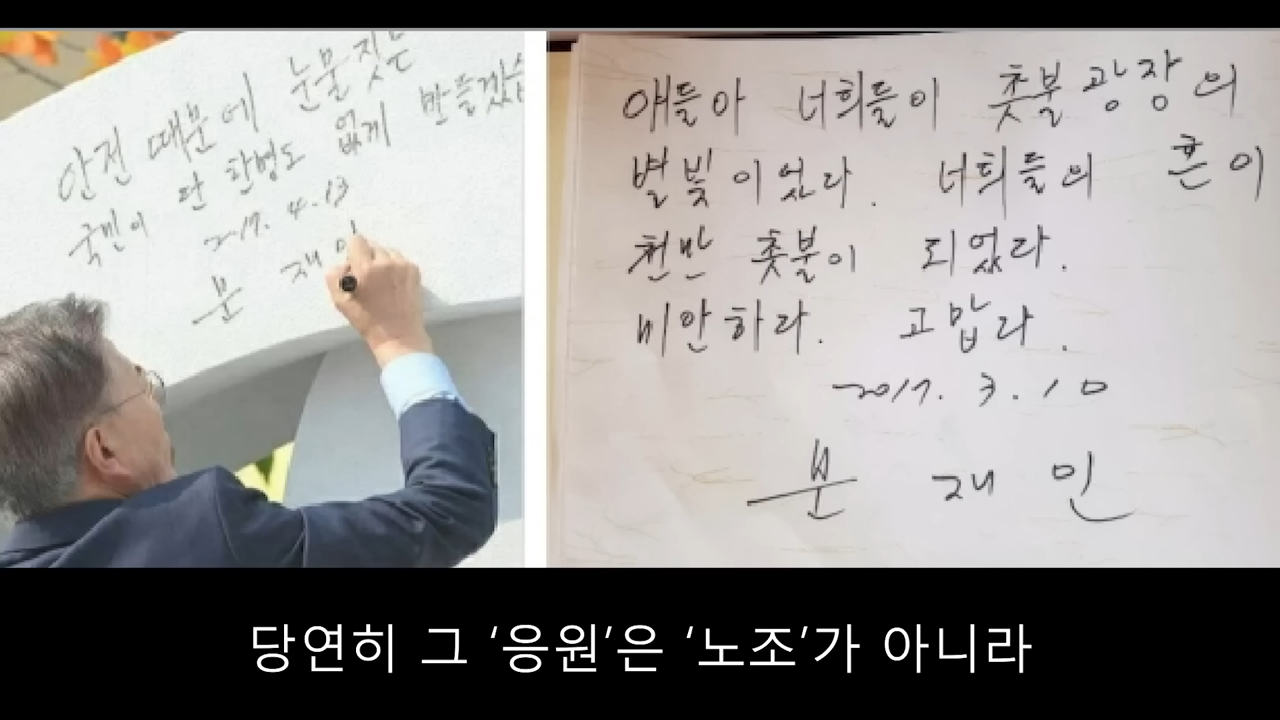 안전 때문에 눈물짓는
국민이 단 한명도 없게 만들겠습
2017. 4. 13
문 재인
애들아 너희들이 촛불광장의
별빛이었다. 너희들의 혼이
천만 촛불이 되었다.
미안하다. 고맙다.
2017. 3. 10
문 재 인
당연히 그 ‘응원’은 ‘노조’가 아니라